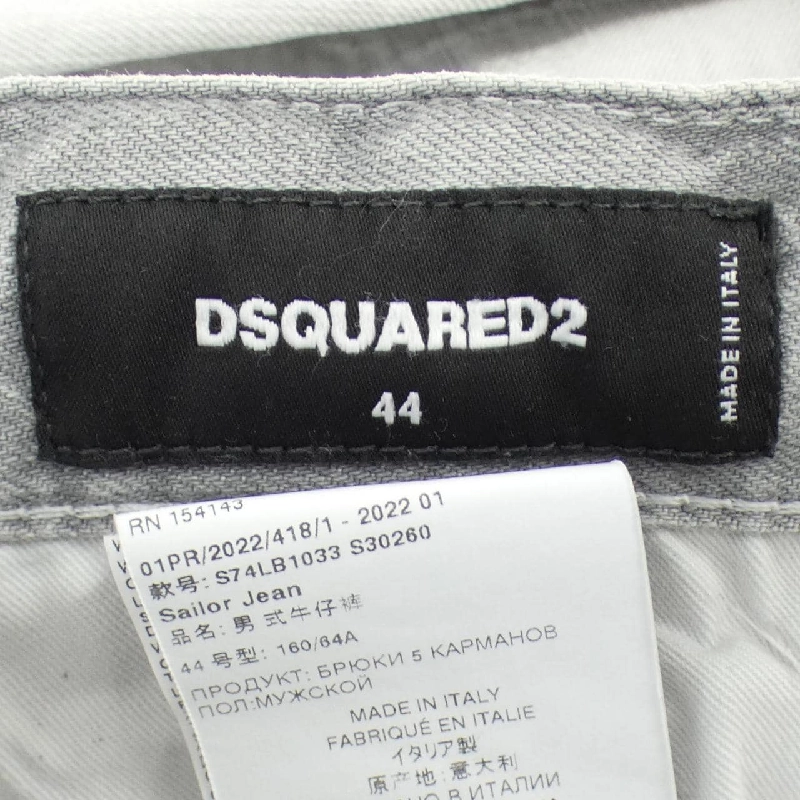 DSQUARED2
44
MADE IN ITALY
RN 154143
01PR/2022/418/1 - 2022 01
款号: S74LB1033 S30260
Sailor Jean
品名: 男 式牛仔裤
44 号型: 160/64A
ПРОДУКТ: БРЮКИ 5 КАРМАНОВ
ПОЛ:МУЖСКОЙ
MADE IN ITALY
FABRIQUÉ EN ITALIE
イタリア製
原产地: 意大利
В ИТАЛИИ